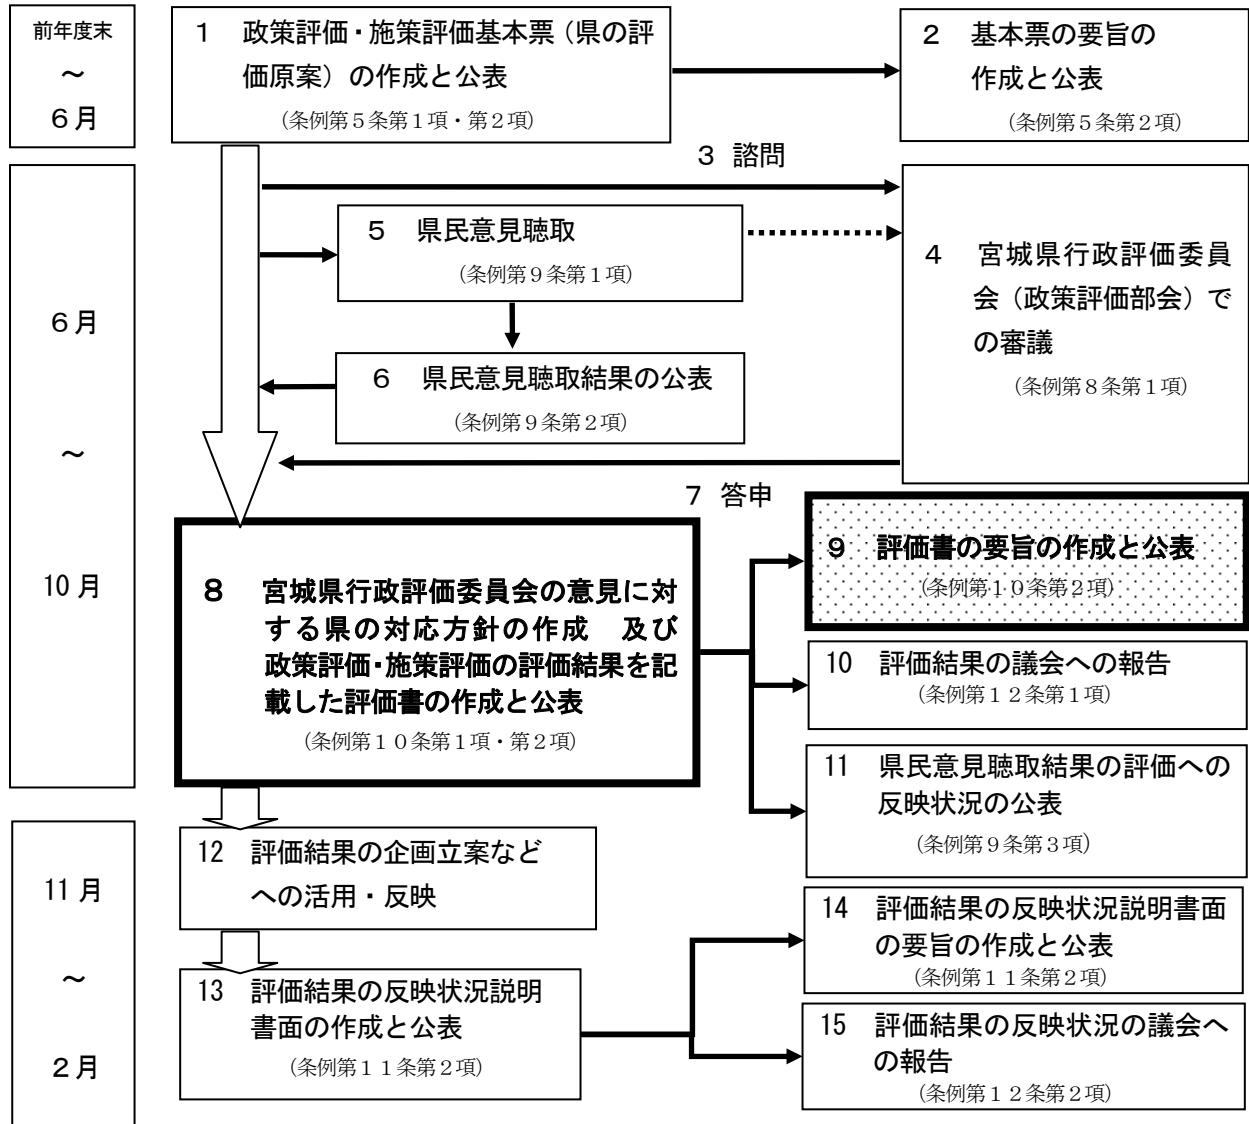 前年度末
～
６月
１　政策評価・施策評価基本票（県の評
価原案）の作成と公表
（条例第５条第１項・第２項）
２　基本票の要旨の
作成と公表
（条例第５条第２項）
３ 諮問
６月
～
10 月
５　県民意見聴取
（条例第９条第１項）
４　宮城県行政評価委員
会（政策評価部会）で
の審議
（条例第８条第１項）
６　県民意見聴取結果の公表
（条例第９条第２項）
７ 答申
８　宮城県行政評価委員会の意見に対
する県の対応方針の作成　及び
政策評価・施策評価の評価結果を記
載した評価書の作成と公表
（条例第１０条第１項・第２項）
９　評価書の要旨の作成と公表
（条例第１０条第２項）
10　評価結果の議会への報告
（条例第１２条第１項）
11　県民意見聴取結果の評価への
反映状況の公表
（条例第９条第３項）
11 月
～
２月
12　評価結果の企画立案など
への活用・反映
13　評価結果の反映状況説明
書面の作成と公表
（条例第１１条第２項）
14　評価結果の反映状況説明書面
の要旨の作成と公表
（条例第１１条第２項）
15　評価結果の反映状況の議会へ
の報告
（条例第１２条第２項）